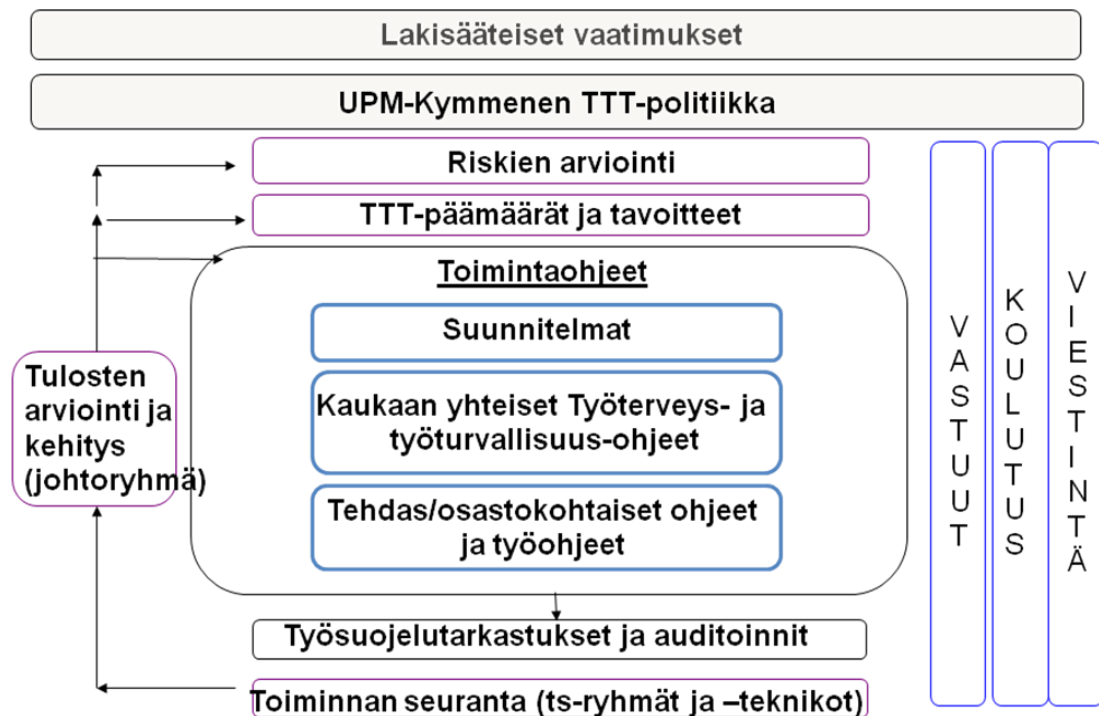 Lakisääteiset vaatimukset
UPM-Kymmenen TTT-politiikka
Riskien arviointi
TTT-päämäärät ja tavoitteet
Toimintaohjeet
Suunnitelmat
Kaukaan yhteiset Työterveys- ja
työturvallisuus-ohjeet
Tehdas/osastokohtaiset ohjeet
ja työohjeet
Työsuojelutarkastukset ja auditoinnit
Toiminnan seuranta (ts-ryhmät ja –teknikot)
Tulosten
arviointi ja
kehitys
(johtoryhmä)
VASTUUT
KOULUTUS
VIESTINTÄ